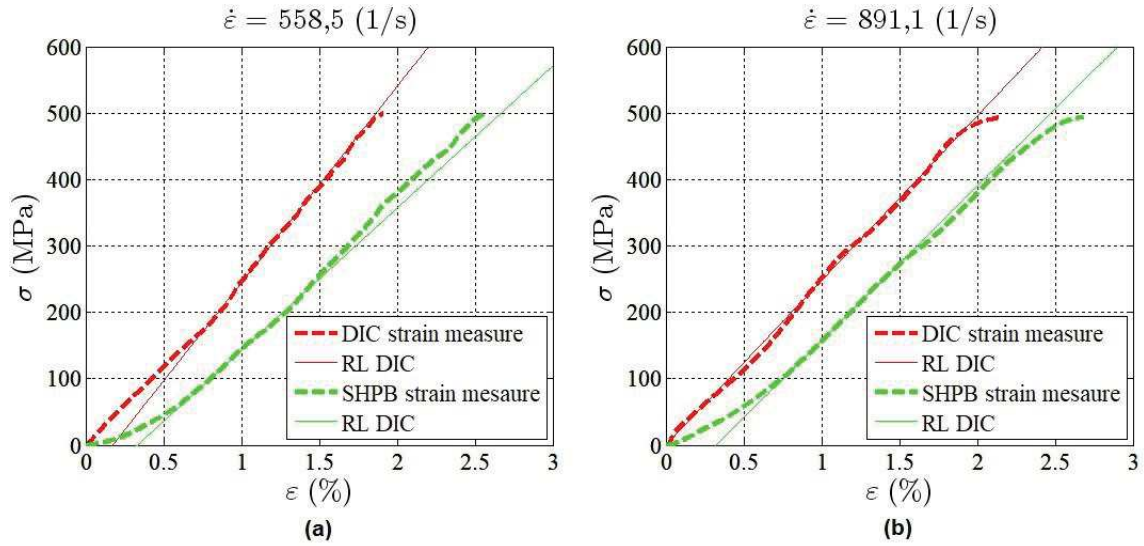 ε̇ = 558,5 (1/s)
600
500
400
300
200
100
0
σ (MPa)
DIC strain measure
RL DIC
SHPB strain mesaure
RL DIC
0 0.5 1 1.5 2 2.5 3
ε (%)
(a)
ε̇ = 891,1 (1/s)
600
500
400
300
200
100
0
σ (MPa)
DIC strain measure
RL DIC
SHPB strain mesaure
RL DIC
0 0.5 1 1.5 2 2.5 3
ε (%)
(b)